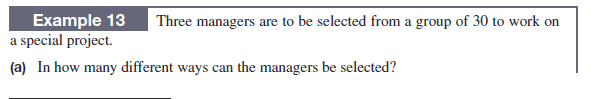 Example 13 Three managers are to be selected from a group of 30 to work on
a special project.
(a) In how many different ways can the managers be selected?